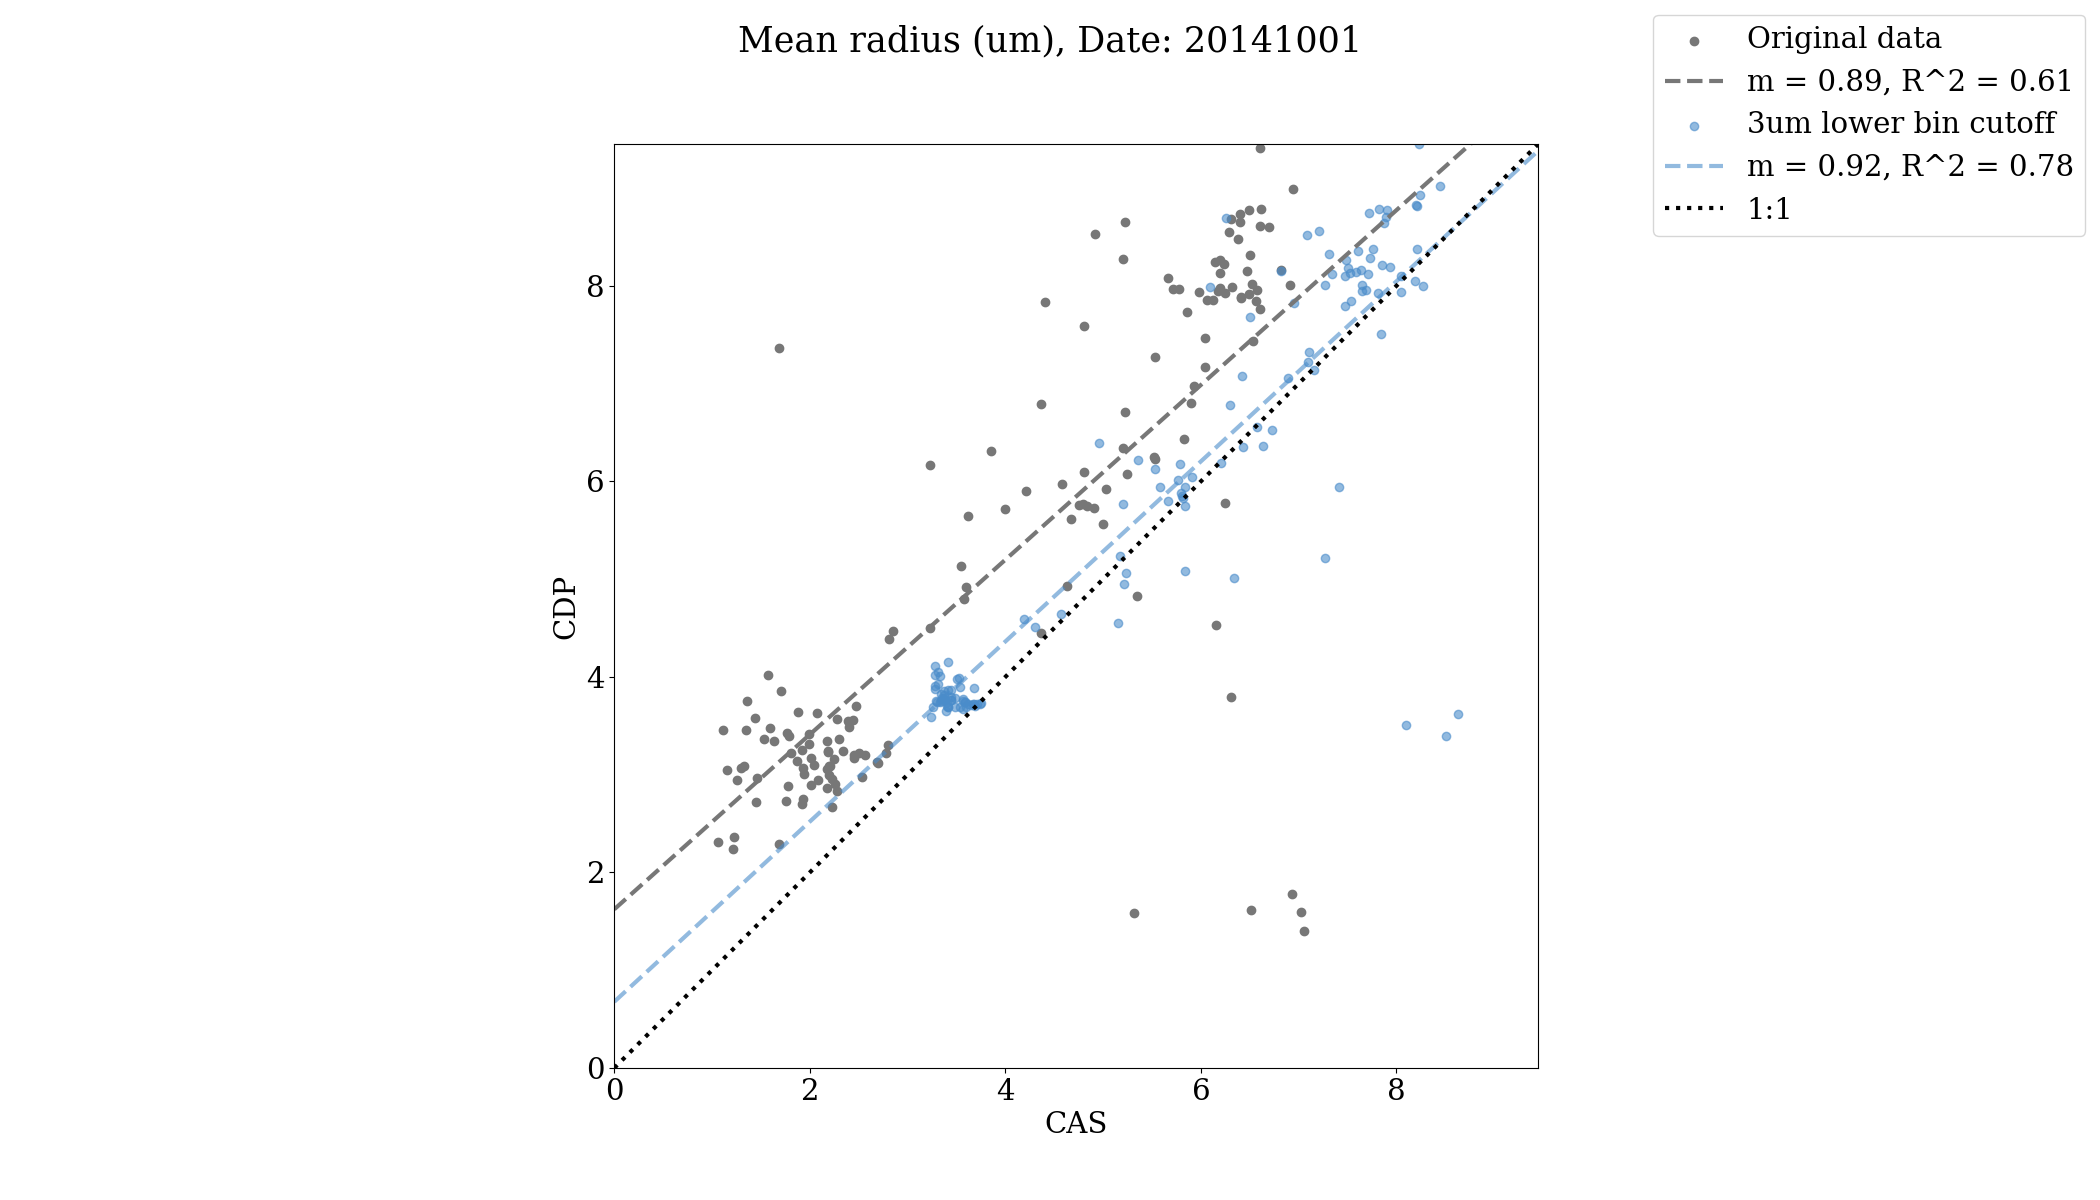 Mean radius (um), Date: 20141001
Original data
m = 0.89, R^2 = 0.61
3um lower bin cutoff
m = 0.92, R^2 = 0.78
1:1
8
6
4
2
0
CDP
0 2 4 6 8
CAS